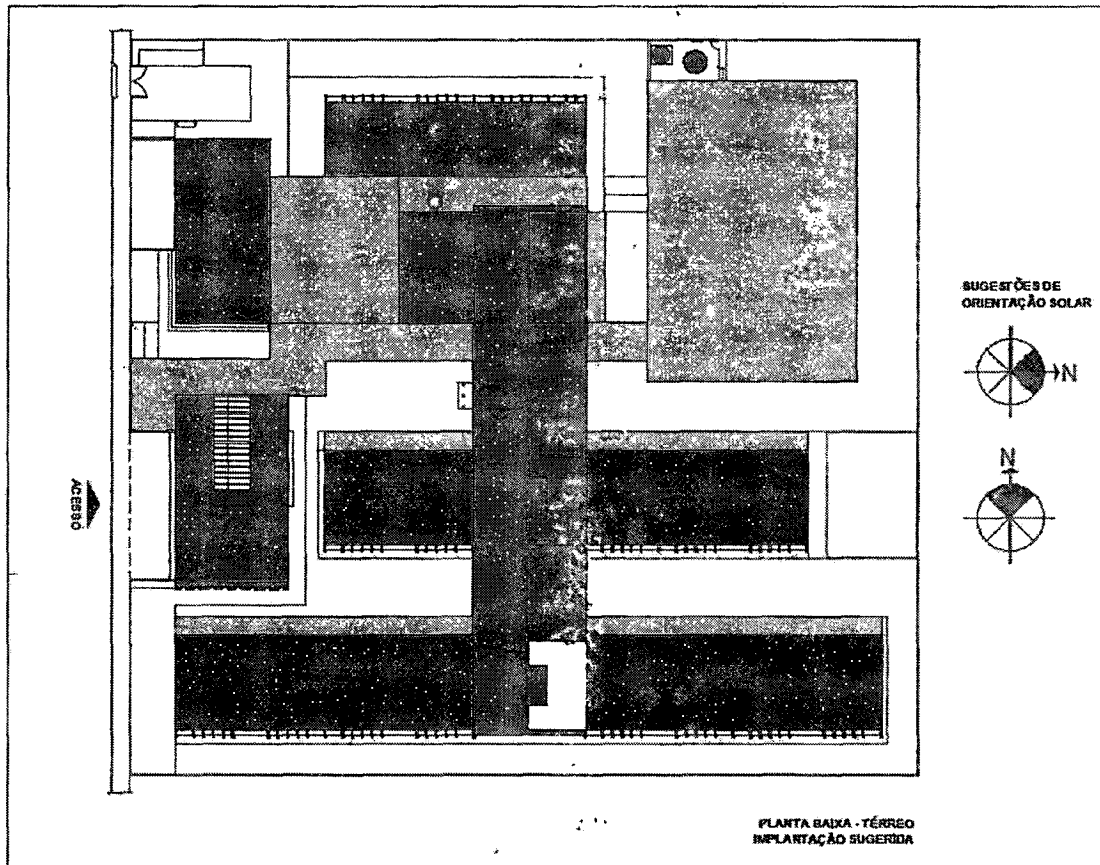 SUGESTÕES DE
ORIENTAÇÃO SOLAR
N
N
ACESSO
PLANTA BAIXA - TÉRREO
IMPLANTAÇÃO SUGERIDA